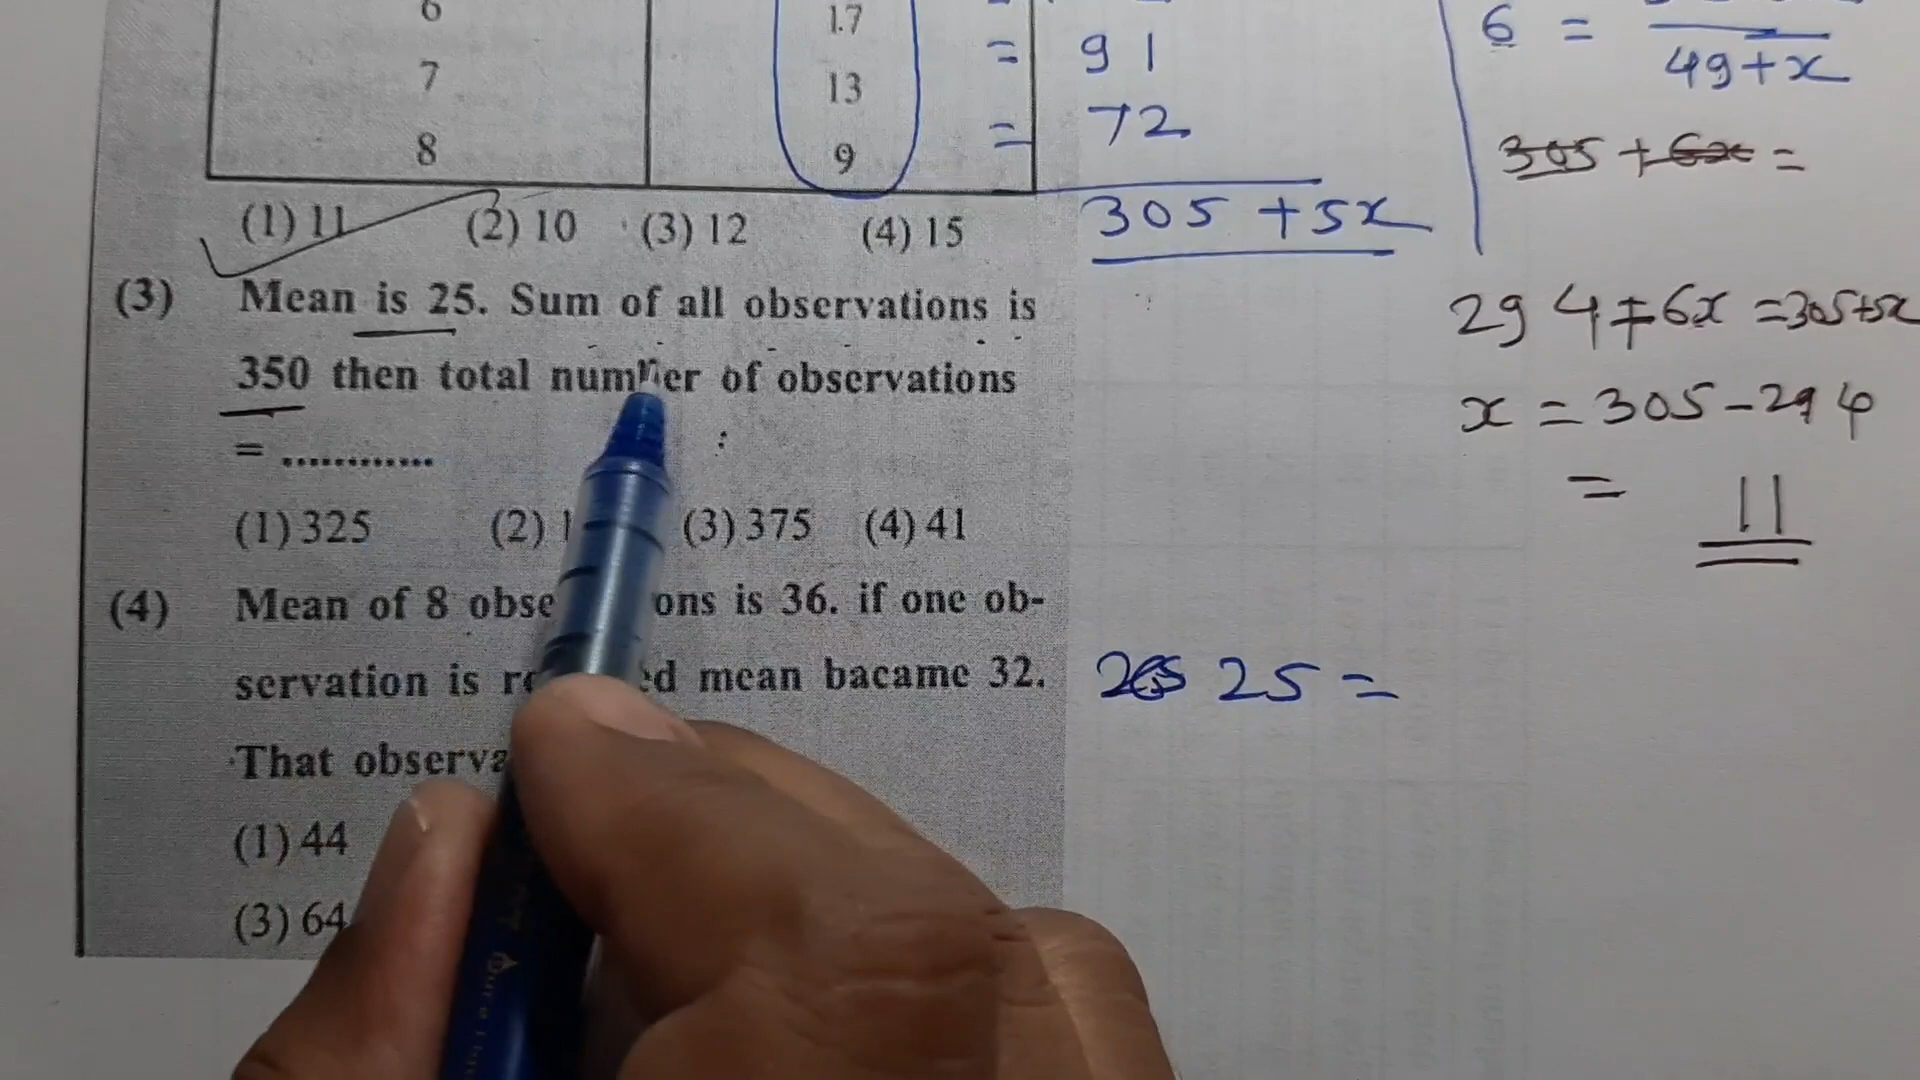 6 17
7 13 = 91
8 9 = 72
(1) 11 (2) 10 (3) 12 (4) 15
305 + 5x
6 =
49+x
305 + 6x =
294+6x =305+5x
x = 305-294
= 11
(3) Mean is 25. Sum of all observations is
350 then total number of observations
= ............
(1) 325 (2) (3) 375 (4) 41
(4) Mean of 8 is 36. if one ob-
servation is mean bacame 32.
25 =
That
(1) 44
(3) 64